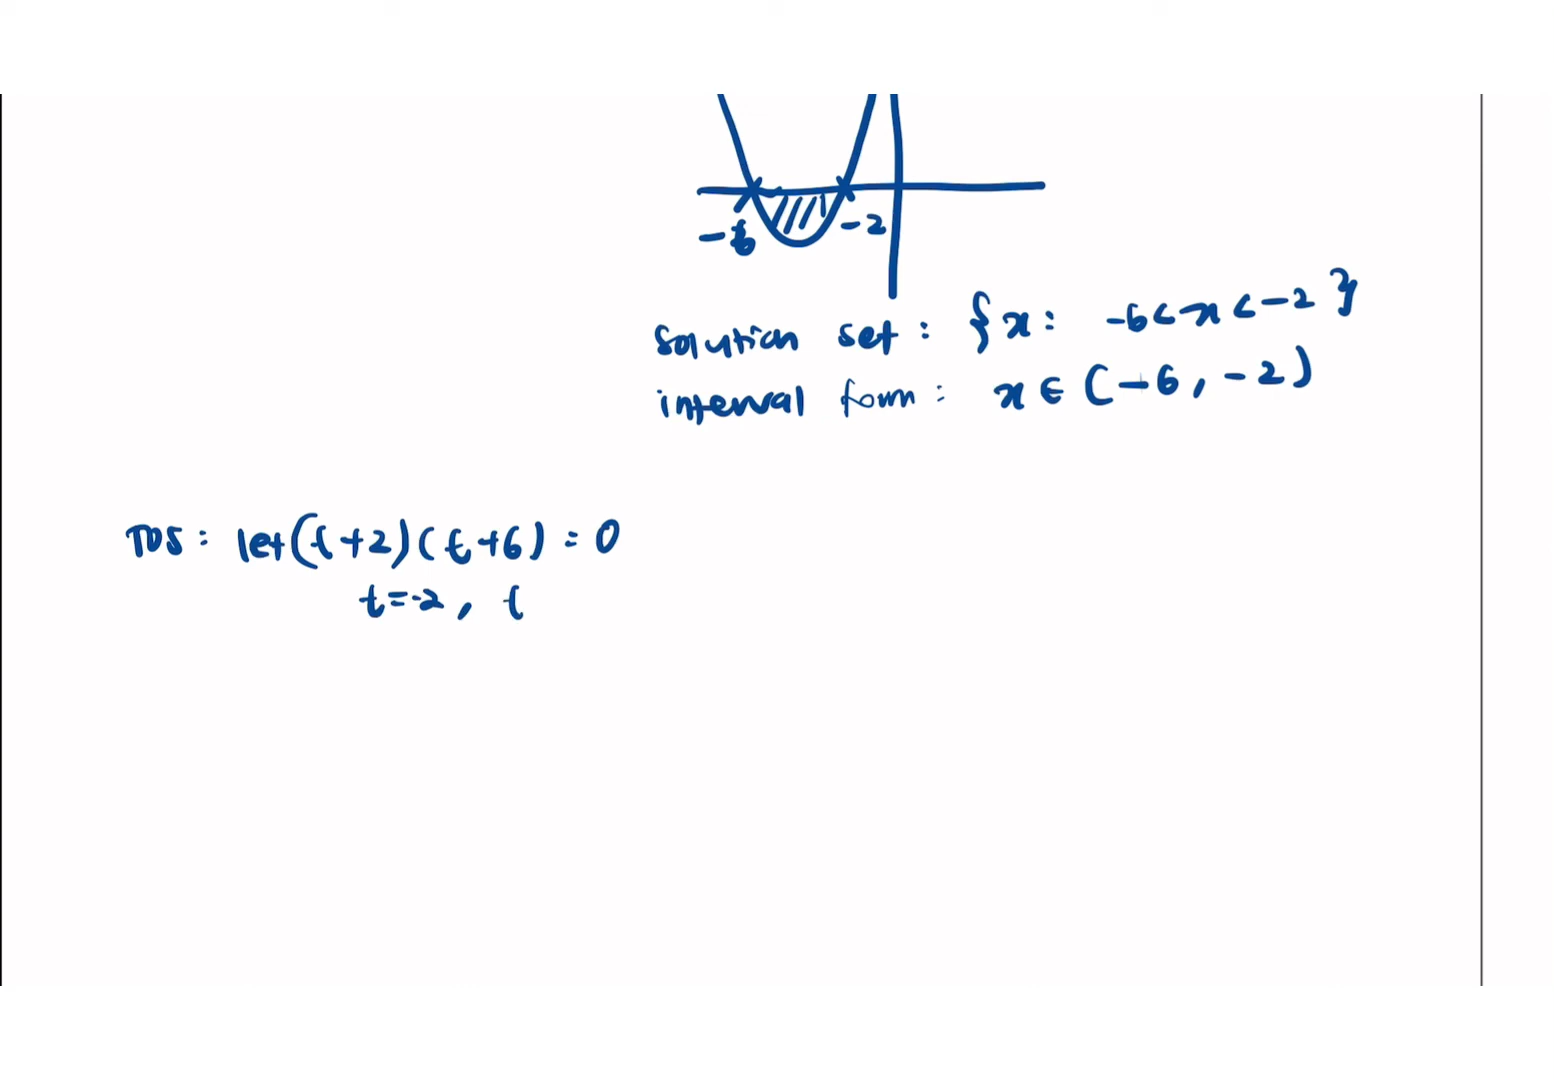 -6 -2
solution set : {x: -6<x<-2}
interval form : x∈(-6, -2)
TOS : let (t+2)(t+6) = 0
t=-2, t